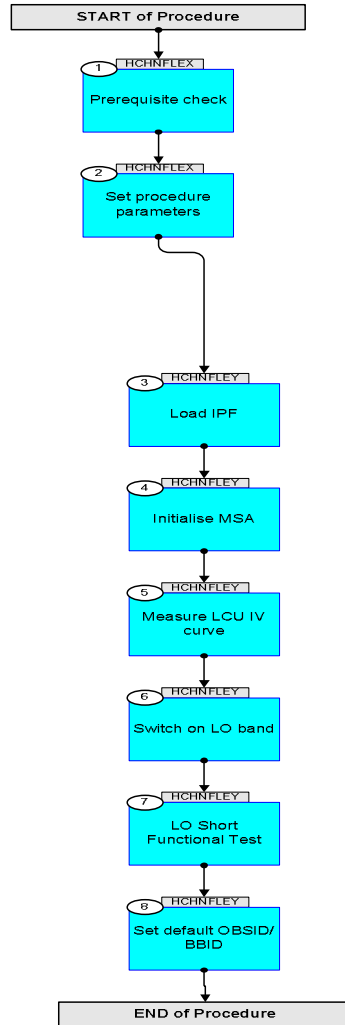 START of Procedure
HCHNFLEX
1
Prerequisite check
HCHNFLEX
2
Set procedure
parameters
HCHNFLEY
3
Load IPF
HCHNFLEY
4
Initialise MSA
HCHNFLEY
5
Measure LCU IV
curve
HCHNFLEY
6
Switch on LO band
HCHNFLEY
7
LO Short
Functional Test
HCHNFLEY
8
Set default OBSID/
BBID
END of Procedure